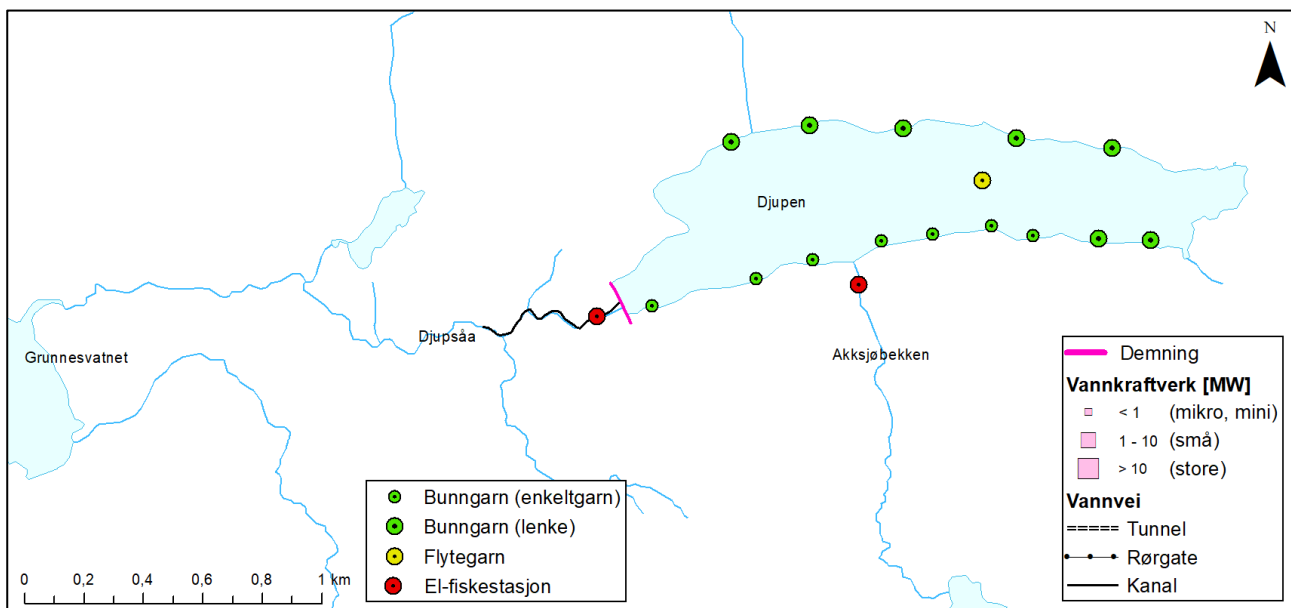 N
Djupen
Djupsåa
Grunnesvatnet
Akksjøbekken
Demning
Vannkraftverk [MW]
< 1 (mikro, mini)
1 - 10 (små)
> 10 (store)
Vannvei
Tunnel
Rørgate
Kanal
Bunngarn (enkeltgarn)
Bunngarn (lenke)
Flytegarn
El-fiskestasjon
0 0,2 0,4 0,6 0,8 1 km